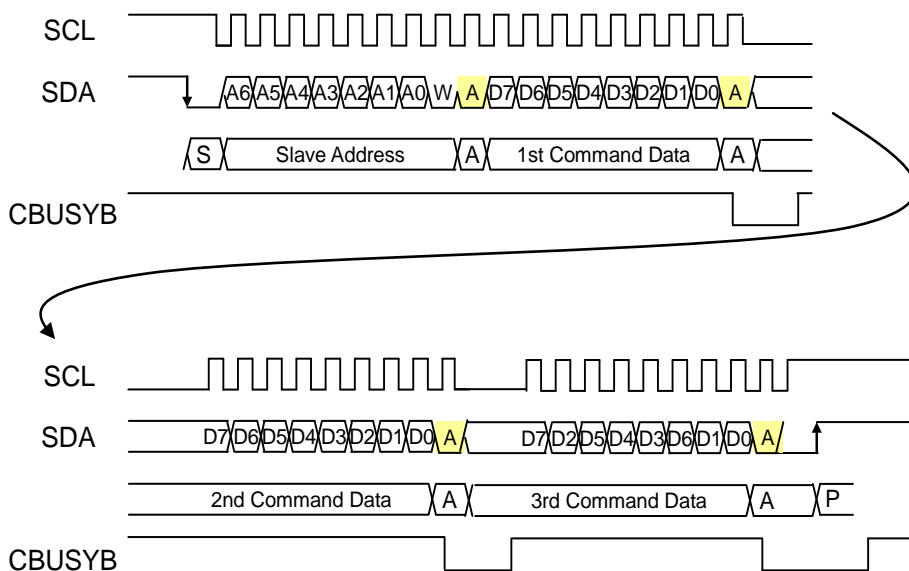 SCL
SDA
A6 A5 A4 A3 A2 A1 A0 W A D7 D6 D5 D4 D3 D2 D1 D0 A
S Slave Address A 1st Command Data A
CBUSYB
SCL
SDA
D7 D6 D5 D4 D3 D2 D1 D0 A D7 D2 D5 D4 D3 D6 D1 D0 A
2nd Command Data A 3rd Command Data A P
CBUSYB